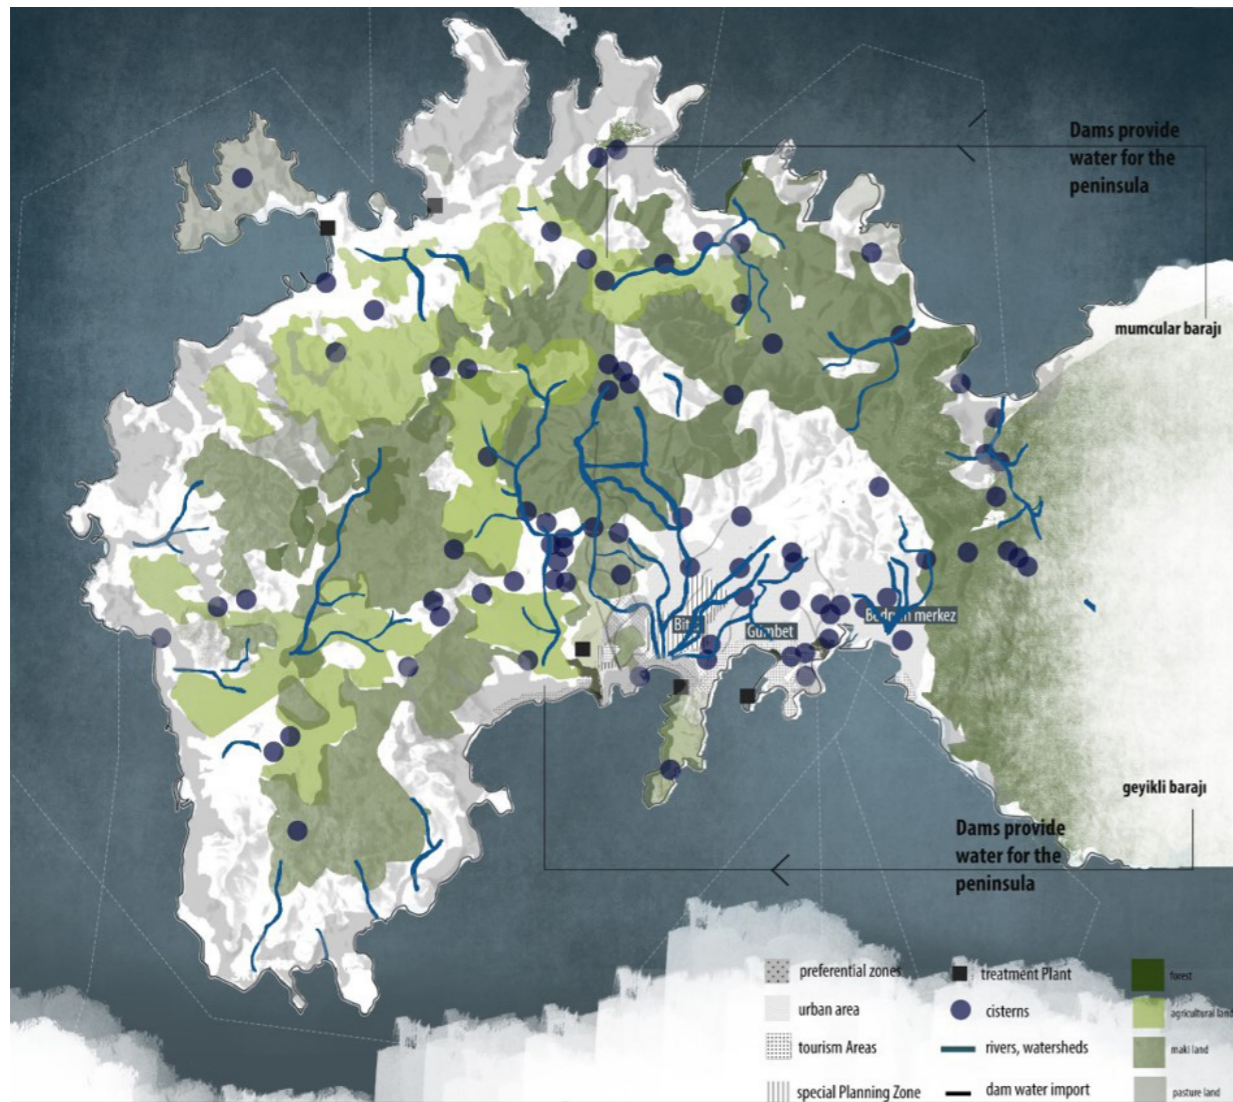 Dams provide
water for the
peninsula
mumcular barajı
Gümbet
merkez
geyikli barajı
Dams provide
water for the
peninsula
preferential zones
treatment Plant
forest
urban area
cisterns
agricultural land
tourism Areas
rivers, watersheds
maki land
special Planning Zone
dam water import
pasture land